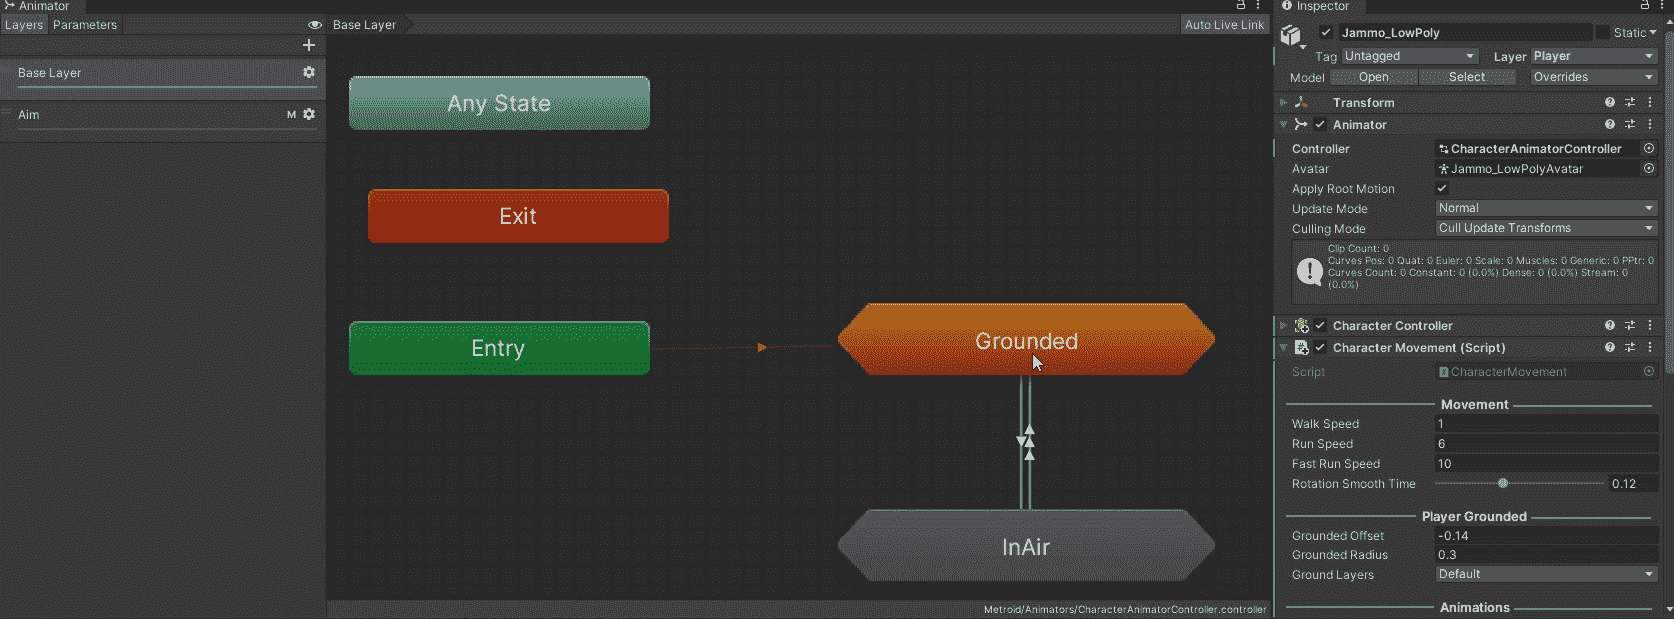 Animator
Layers Parameters
Base Layer
Auto Live Link
Base Layer
Aim
M
Any State
Exit
Entry
Grounded
InAir
Metroid/Animators/CharacterAnimatorController.controller
Inspector
Jammo_LowPoly
Static
Tag Untagged Layer Player
Model Open Select Overrides
Transform
Animator
Controller CharacterAnimatorController
Avatar Jammo_LowPolyAvatar
Apply Root Motion
Update Mode Normal
Culling Mode Cull Update Transforms
Clip Count: 0
Curves Pos: 0 Quat: 0 Euler: 0 Scale: 0 Muscles: 0 Generic: 0 PPtr: 0
Curves Count: 0 Constant: 0 (0.0%) Dense: 0 (0.0%) Stream: 0
(0.0%)
Character Controller
Character Movement (Script)
Script CharacterMovement
Movement
Walk Speed 1
Run Speed 6
Fast Run Speed 10
Rotation Smooth Time 0.12
Player Grounded
Grounded Offset -0.14
Grounded Radius 0.3
Ground Layers Default
Animations